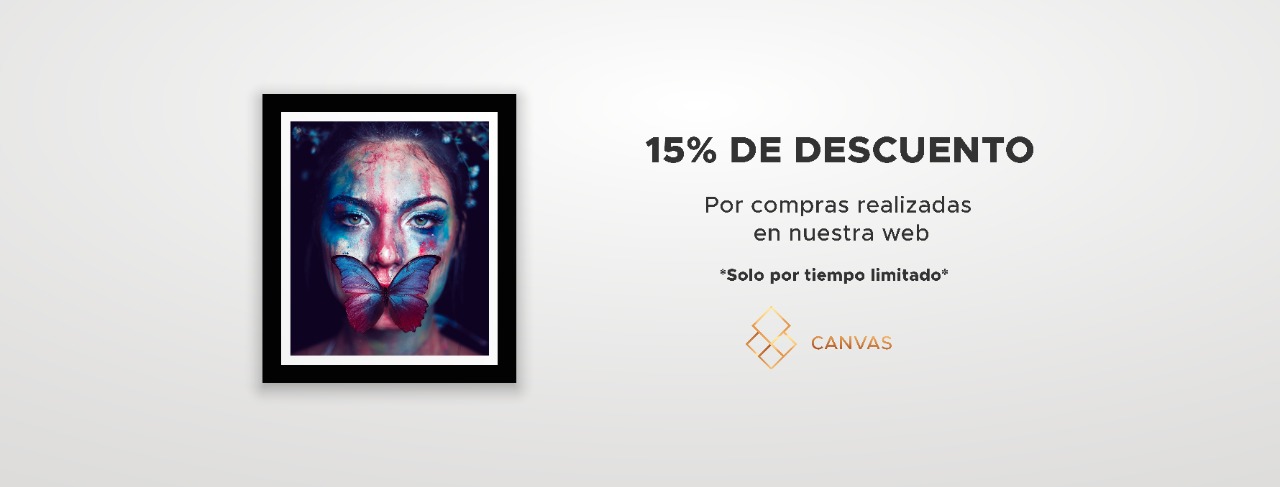 15% DE DESCUENTO
Por compras realizadas
en nuestra web
*Solo por tiempo limitado*
CANVAS